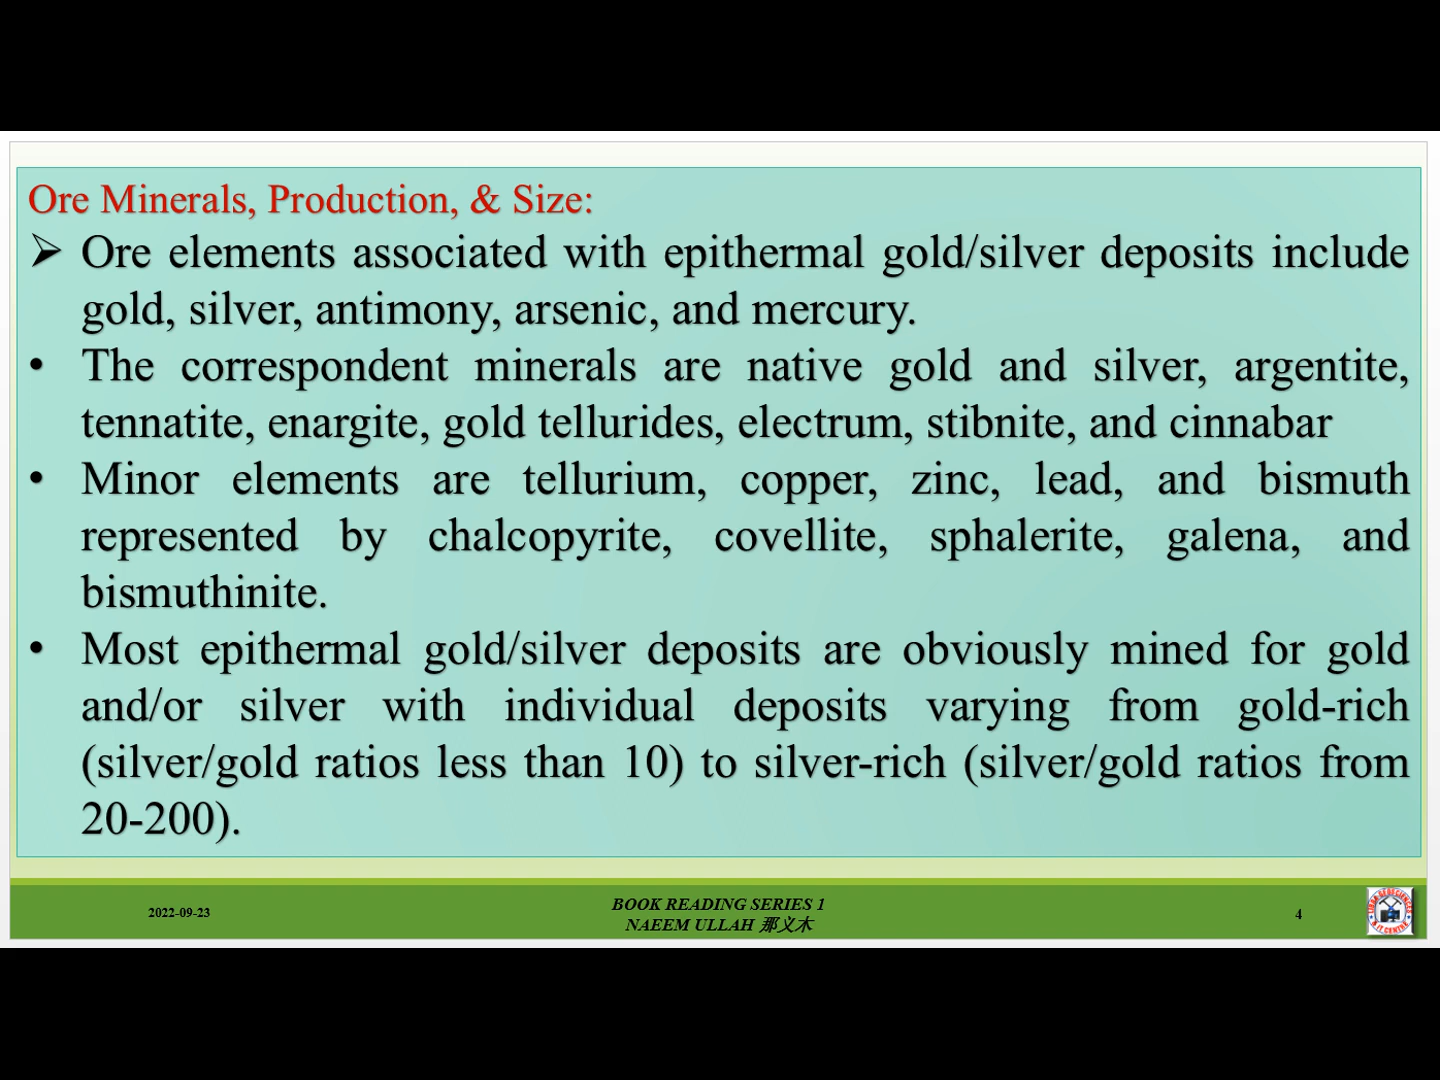 Ore Minerals, Production, & Size:
➢ Ore elements associated with epithermal gold/silver deposits include
gold, silver, antimony, arsenic, and mercury.
• The correspondent minerals are native gold and silver, argentite,
tennatite, enargite, gold tellurides, electrum, stibnite, and cinnabar
• Minor elements are tellurium, copper, zinc, lead, and bismuth
represented by chalcopyrite, covellite, sphalerite, galena, and
bismuthinite.
• Most epithermal gold/silver deposits are obviously mined for gold
and/or silver with individual deposits varying from gold-rich
(silver/gold ratios less than 10) to silver-rich (silver/gold ratios from
20-200).
2022-09-23
BOOK READING SERIES 1
NAEEM ULLAH 那义木
4